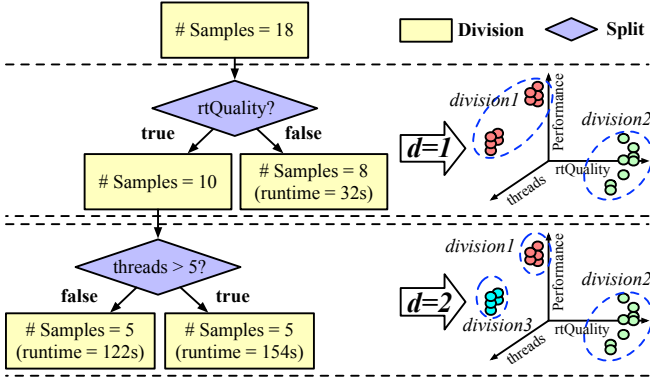 # Samples = 18
Division
Split
rtQuality?
true
false
# Samples = 10
# Samples = 8
(runtime = 32s)
d=1
division1
Performance
division2
rtQuality
threads
threads > 5?
false
true
# Samples = 5
(runtime = 122s)
# Samples = 5
(runtime = 154s)
d=2
division1
Performance
division2
division3
rtQuality
threads